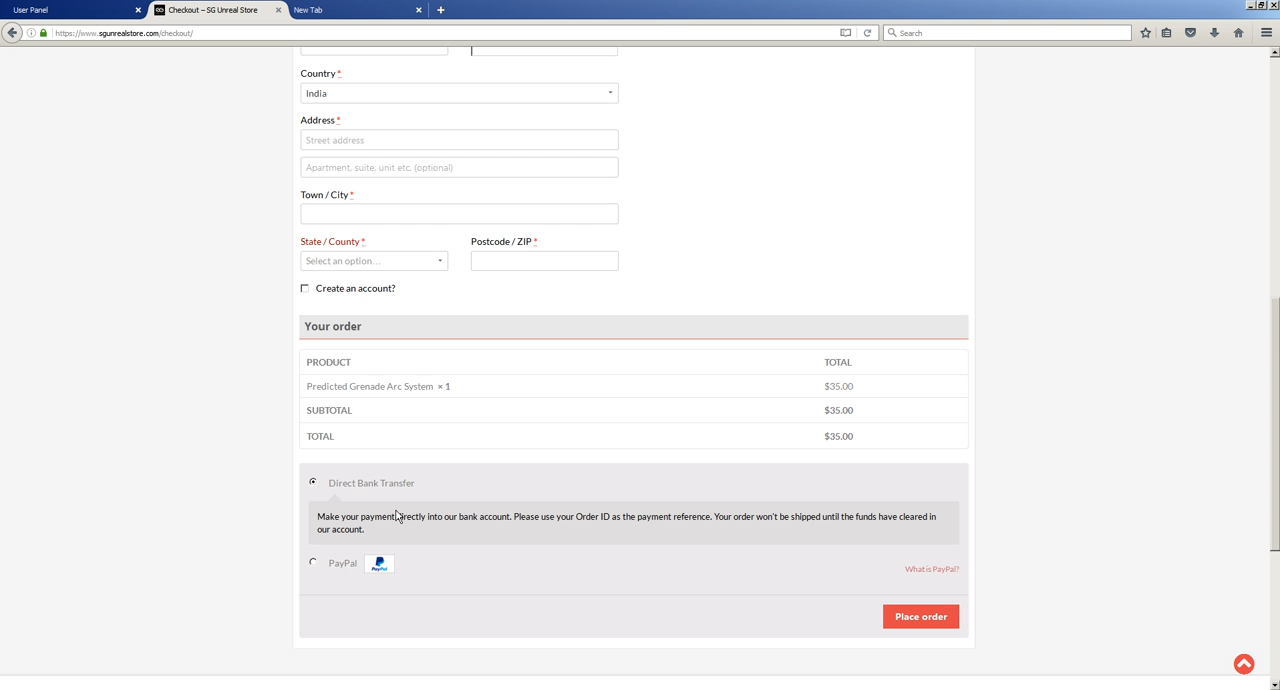 User Panel
Checkout – SG Unreal Store
New Tab
https://www.sgunrealstore.com/checkout/
Search
Country *
India
Address *
Street address
Apartment, suite, unit etc. (optional)
Town / City *
State / County *
Postcode / ZIP *
Select an option...
Create an account?
Your order
PRODUCT TOTAL
Predicted Grenade Arc System × 1 $35.00
SUBTOTAL $35.00
TOTAL $35.00
Direct Bank Transfer
Make your payment directly into our bank account. Please use your Order ID as the payment reference. Your order won't be shipped until the funds have cleared in
our account.
PayPal PayPal
What is PayPal?
Place order